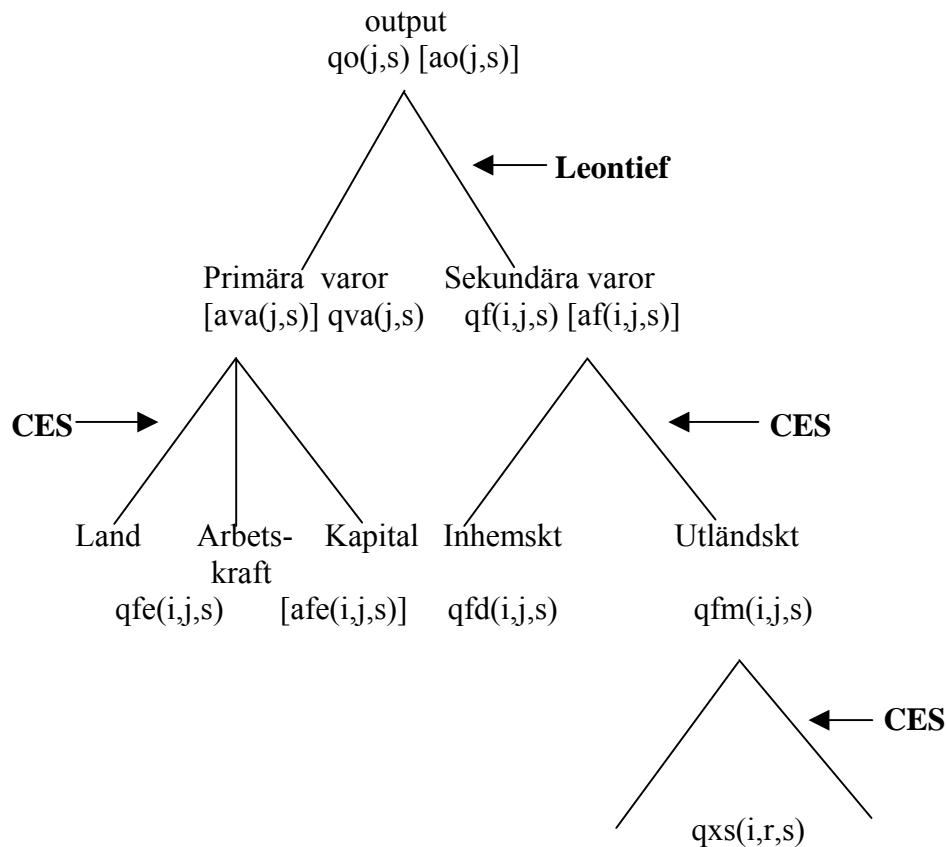 output
qo(j,s) [ao(j,s)]
Leontief
Primära varor
[ava(j,s)] qva(j,s)
Sekundära varor
qf(i,j,s) [af(i,j,s)]
CES
CES
Land
Arbets-
kraft
Kapital
Inhemskt
Utländskt
qfe(i,j,s)
[afe(i,j,s)]
qfd(i,j,s)
qfm(i,j,s)
CES
qxs(i,r,s)